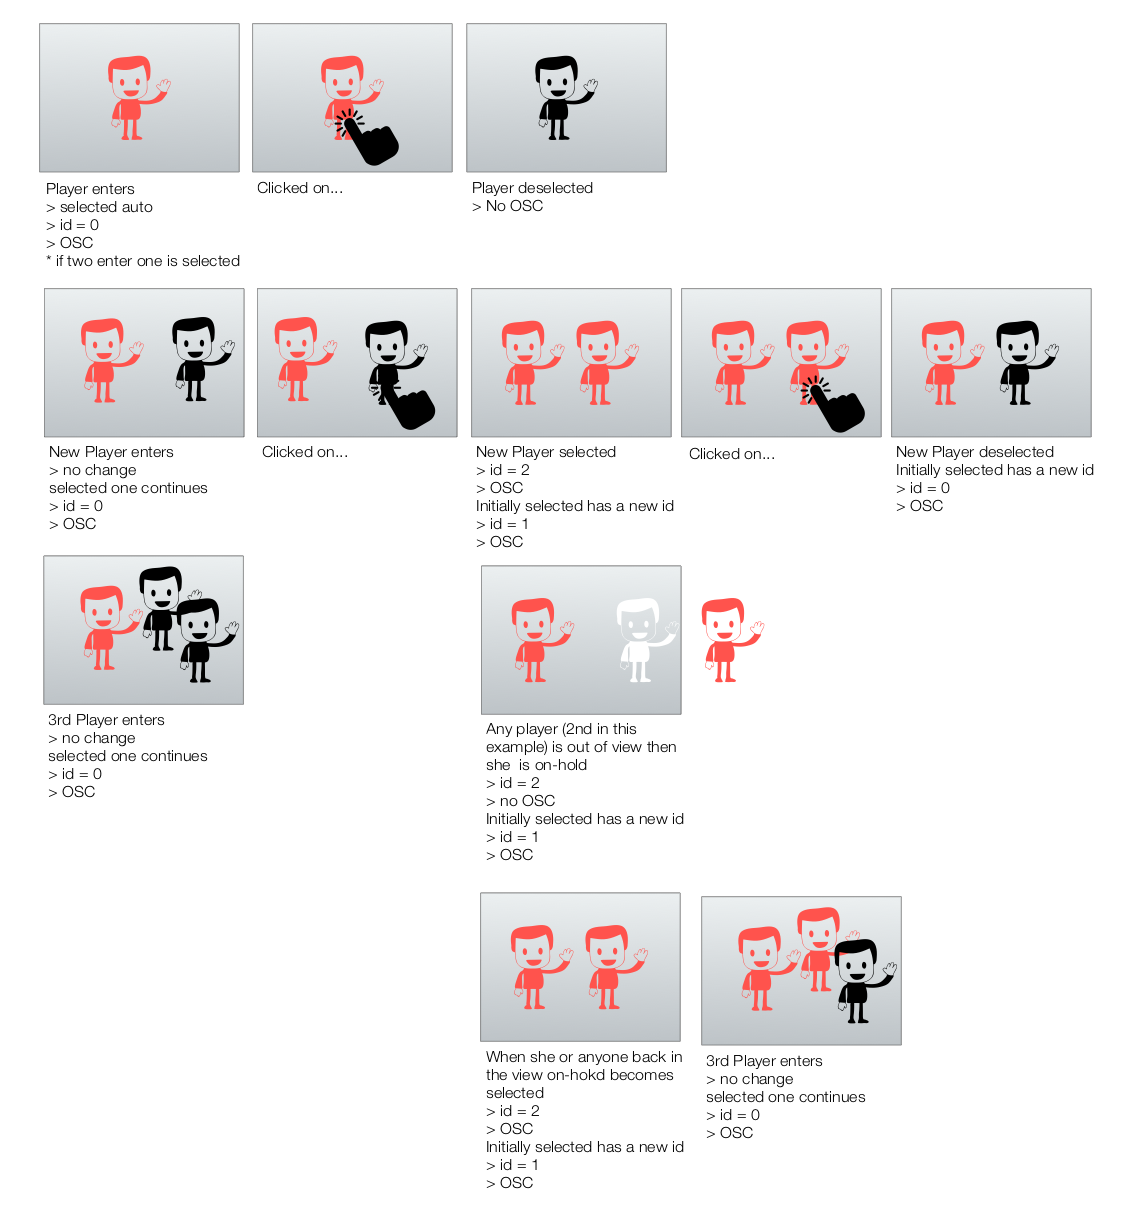 Player enters
> selected auto
> id = 0
> OSC
* if two enter one is selected
Clicked on...
Player deselected
> No OSC
New Player enters
> no change
selected one continues
> id = 0
> OSC
Clicked on...
New Player selected
> id = 2
> OSC
Initially selected has a new id
> id = 1
> OSC
Clicked on...
New Player deselected
Initially selected has a new id
> id = 0
> OSC
3rd Player enters
> no change
selected one continues
> id = 0
> OSC
Any player (2nd in this
example) is out of view then
she is on-hold
> id = 2
> no OSC
Initially selected has a new id
> id = 1
> OSC
When she or anyone back in
the view on-hokd becomes
selected
> id = 2
> OSC
Initially selected has a new id
> id = 1
> OSC
3rd Player enters
> no change
selected one continues
> id = 0
> OSC